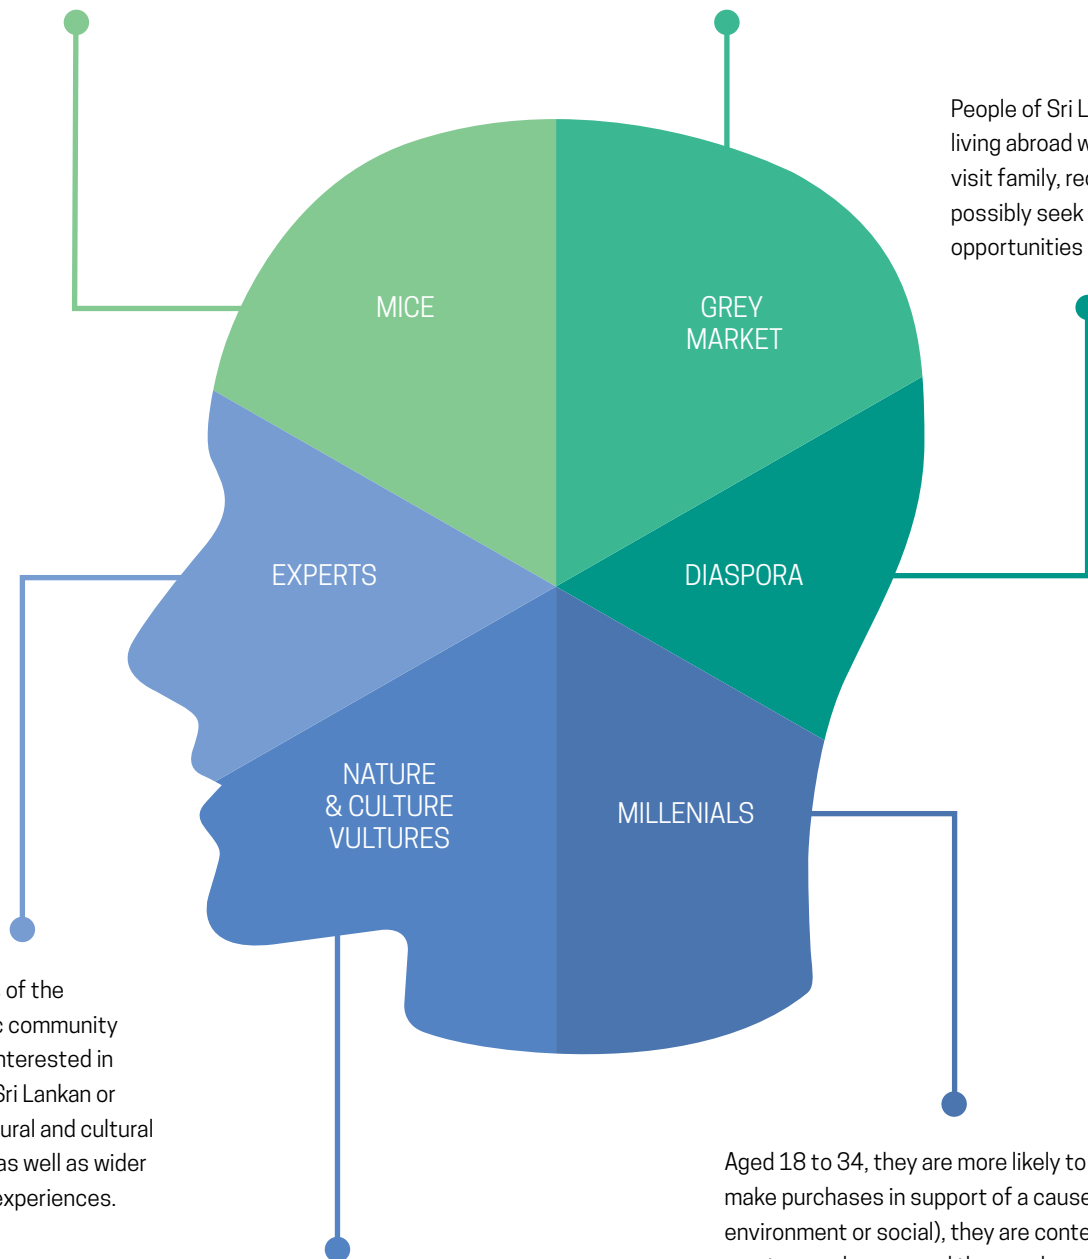 People of Sri L
living abroad w
visit family, rec
possibly seek
opportunities
MICE
GREY
MARKET
EXPERTS
DIASPORA
NATURE
& CULTURE
VULTURES
MILLENIALS
of the
community
interested in
Sri Lankan or
ural and cultural
as well as wider
experiences.
Aged 18 to 34, they are more likely to
make purchases in support of a cause
environment or social), they are conte